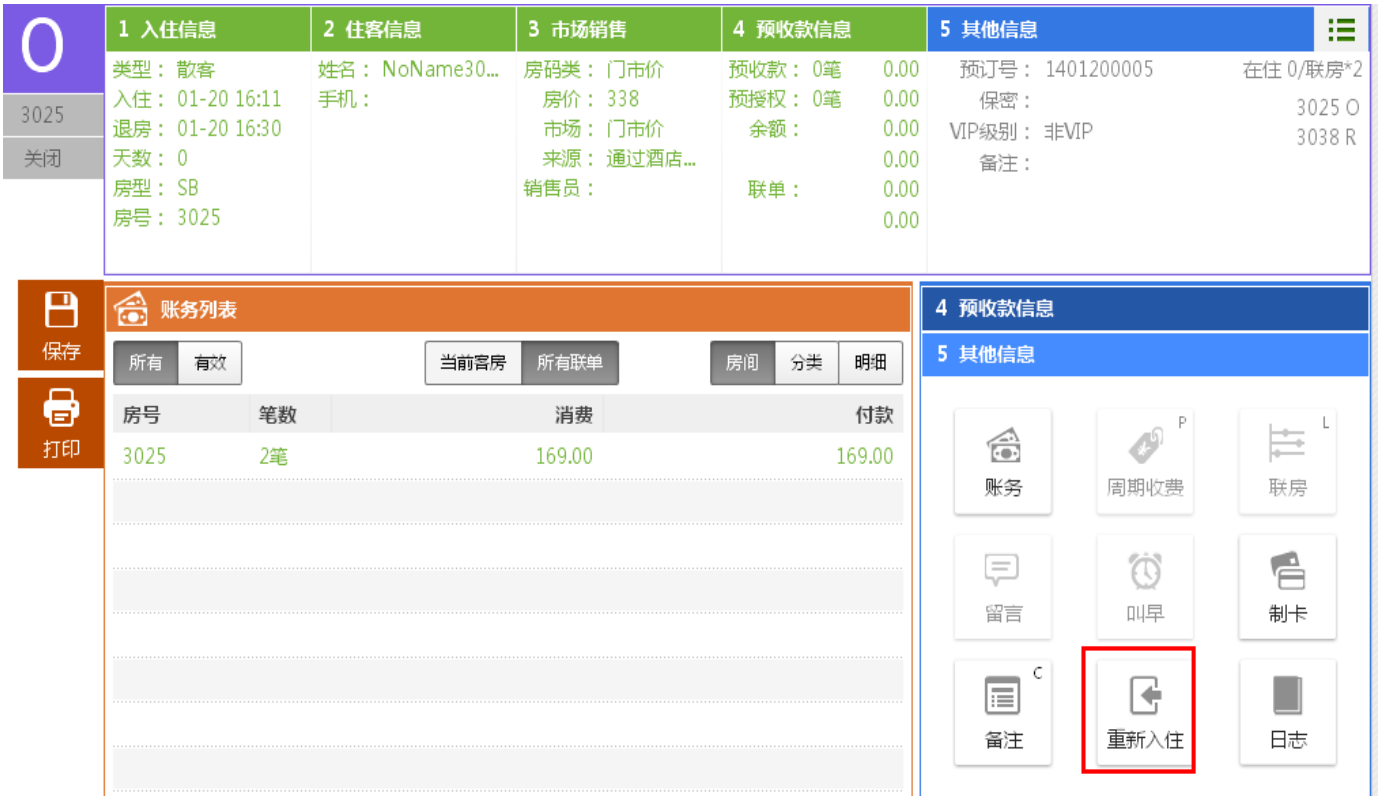 O
3025
关闭
1 入住信息
类型： 散客
入住： 01-20 16:11
退房： 01-20 16:30
天数： 0
房型： SB
房号： 3025
2 住客信息
姓名： NoName30...
手机：
3 市场销售
房码类： 门市价
房价： 338
市场： 门市价
来源： 通过酒店...
销售员：
4 预收款信息
预收款： 0笔 0.00
预授权： 0笔 0.00
余额： 0.00
0.00
联单： 0.00
0.00
5 其他信息
预订号： 1401200005
保密：
VIP级别： 非VIP
备注：
在住 0/联房*2
3025 O
3038 R
保存
打印
账务列表
所有 有效 当前客房 所有联单 房间 分类 明细
房号 笔数 消费 付款
3025 2笔 169.00 169.00
4 预收款信息
5 其他信息
账务
P
周期收费
L
联房
留言
叫早
制卡
C
备注
重新入住
日志